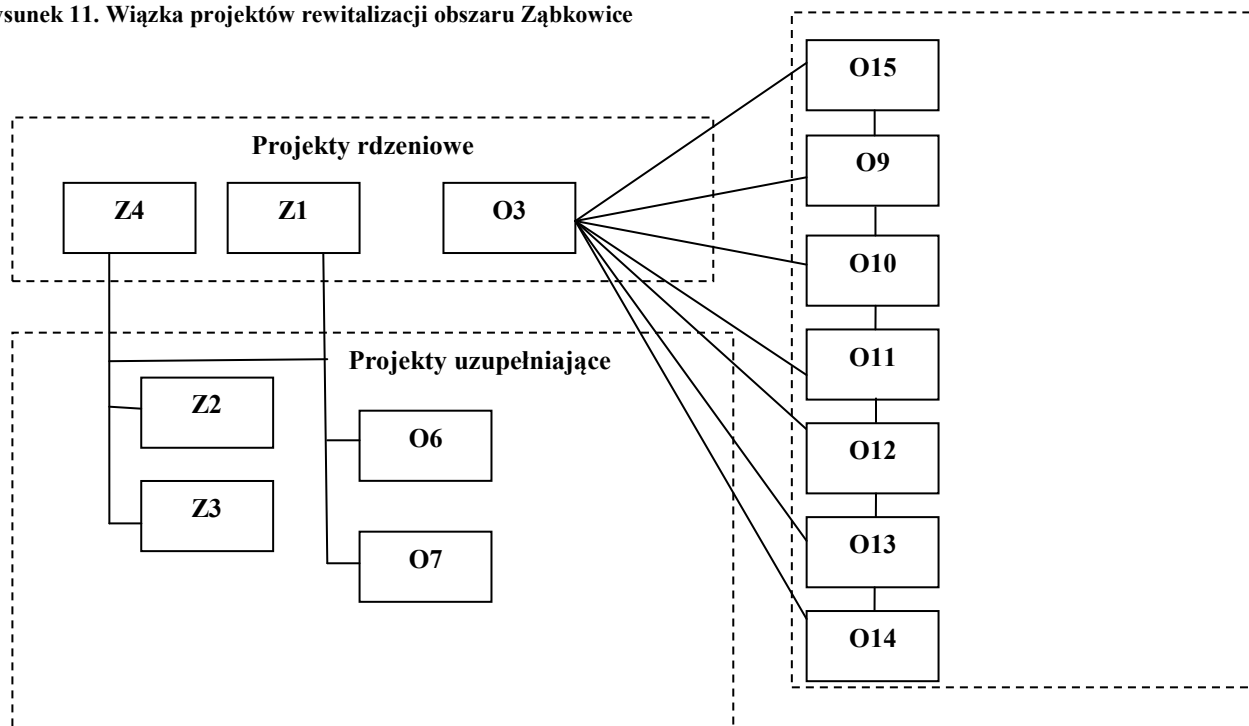 ysunek 11. Wiązka projektów rewitalizacji obszaru Ząbkowice
Projekty rdzeniowe
Z4
Z1
O3
Projekty uzupełniające
Z2
Z3
O6
O7
O15
O9
O10
O11
O12
O13
O14